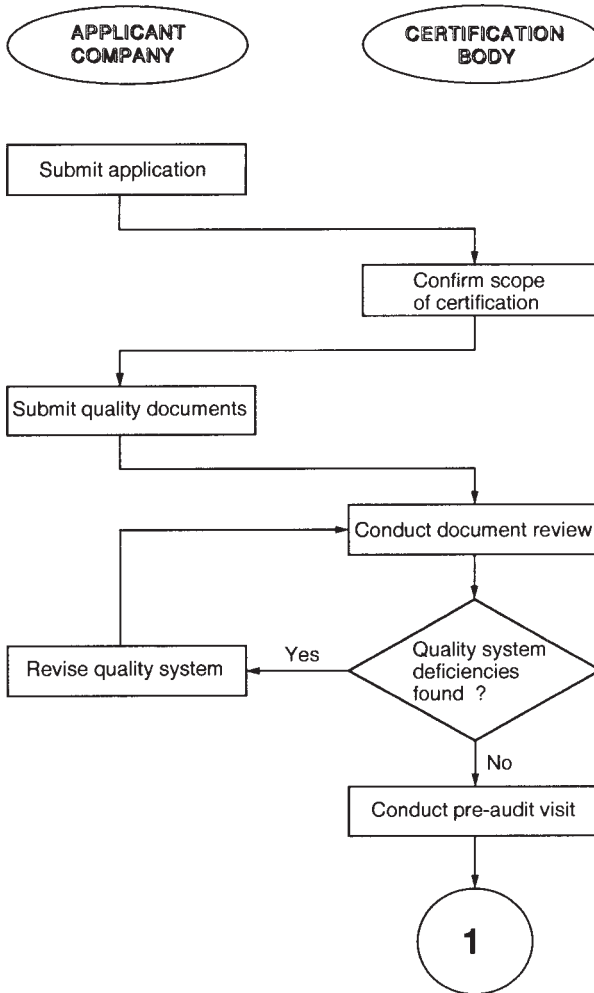 APPLICANT
COMPANY
CERTIFICATION
BODY
Submit application
Confirm scope
of certification
Submit quality documents
Conduct document review
Revise quality system
Yes
Quality system
deficiencies
found ?
No
Conduct pre-audit visit
1